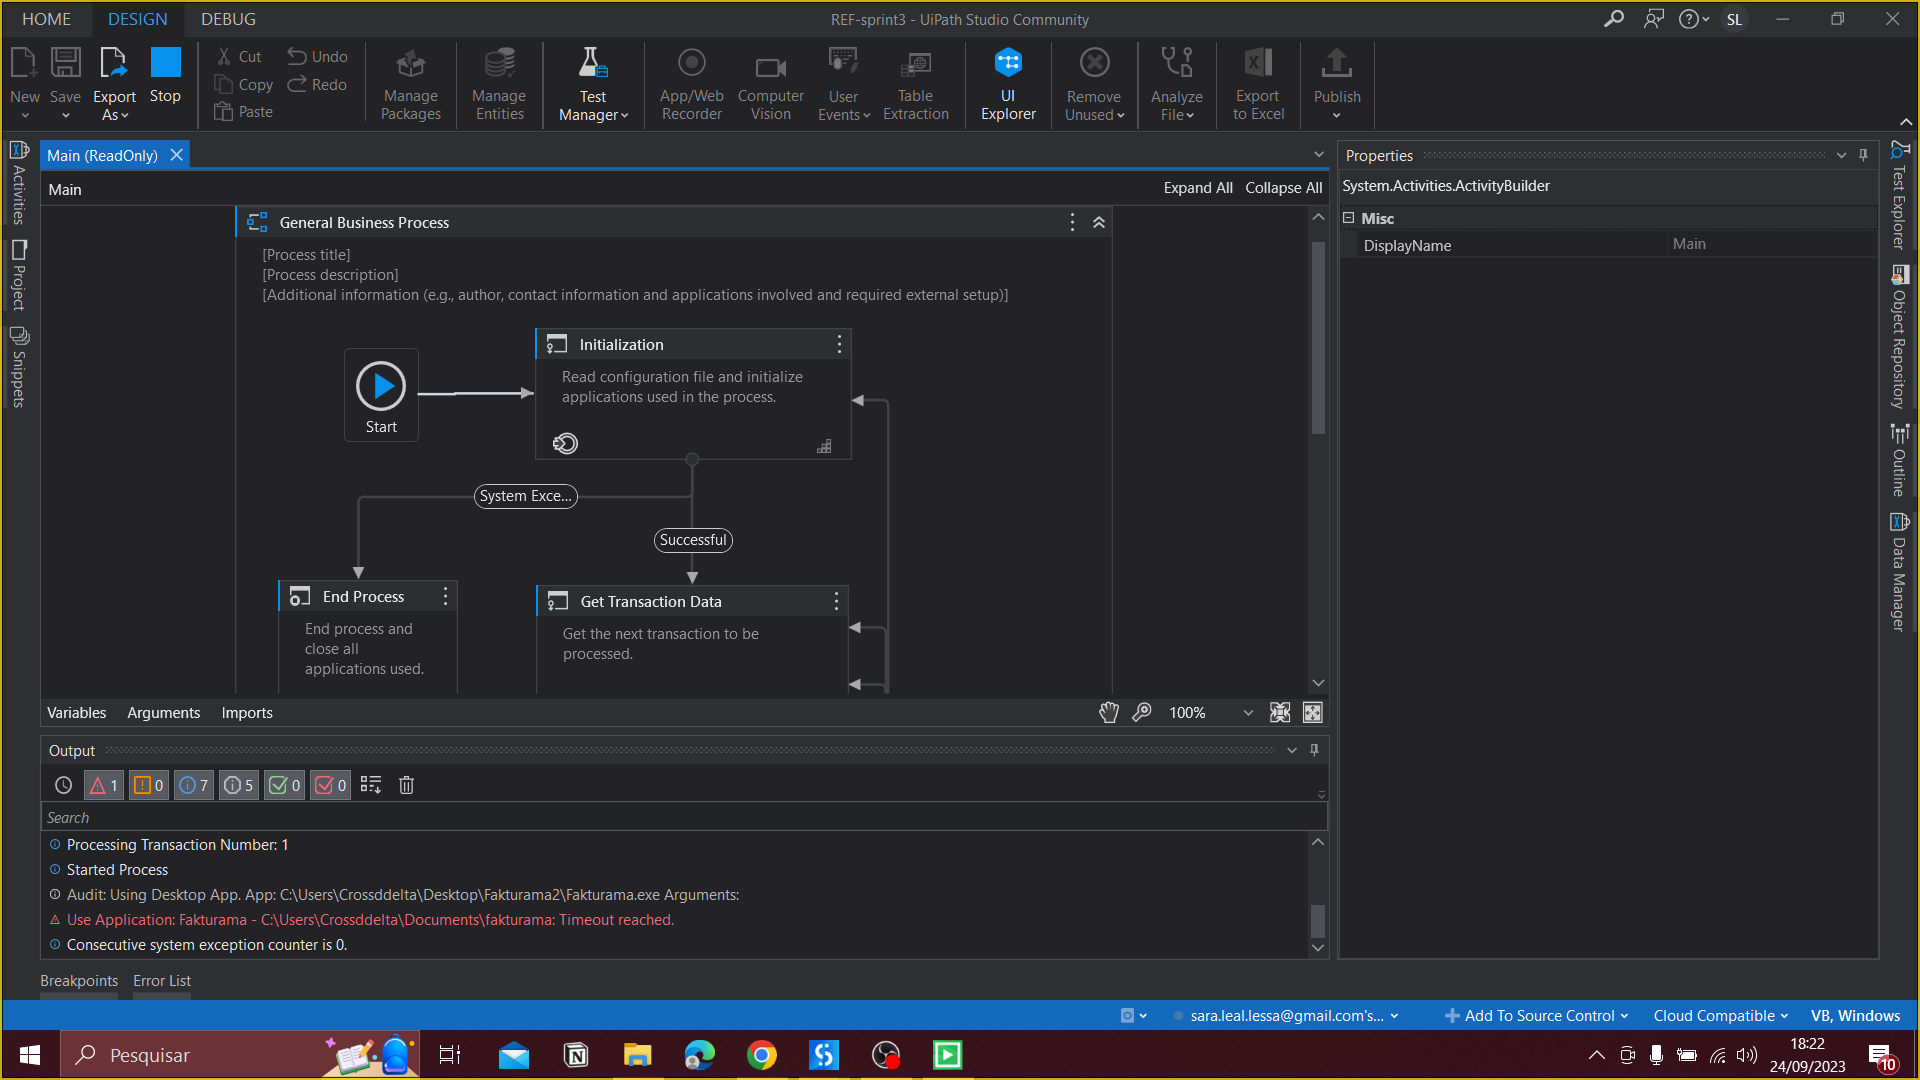 HOME DESIGN DEBUG
REF-sprint3 - UiPath Studio Community
SL
New
Save
Export As
Stop
Cut
Copy
Paste
Undo
Redo
Manage Packages
Manage Entities
Test Manager
App/Web Recorder
Computer Vision
User Events
Table Extraction
UI Explorer
Remove Unused
Analyze File
Export to Excel
Publish
Activities
Project
Snippets
Main (ReadOnly)
Main
Expand All Collapse All
General Business Process
[Process title]
[Process description]
[Additional information (e.g., author, contact information and applications involved and required external setup)]
Start
Initialization
Read configuration file and initialize
applications used in the process.
System Exce...
Successful
End Process
End process and
close all
applications used.
Get Transaction Data
Get the next transaction to be
processed.
Variables Arguments Imports
100%
Output
1 0 7 5 0 0
Search
Processing Transaction Number: 1
Started Process
Audit: Using Desktop App. App: C:\Users\Crossddelta\Desktop\Fakturama2\Fakturama.exe Arguments:
Use Application: Fakturama - C:\Users\Crossddelta\Documents\fakturama: Timeout reached.
Consecutive system exception counter is 0.
Breakpoints Error List
Properties
System.Activities.ActivityBuilder
Misc
DisplayName Main
Test Explorer
Object Repository
Outline
Data Manager
sara.leal.lessa@gmail.com's...
Add To Source Control
Cloud Compatible
VB, Windows
Pesquisar
18:22
24/09/2023
10